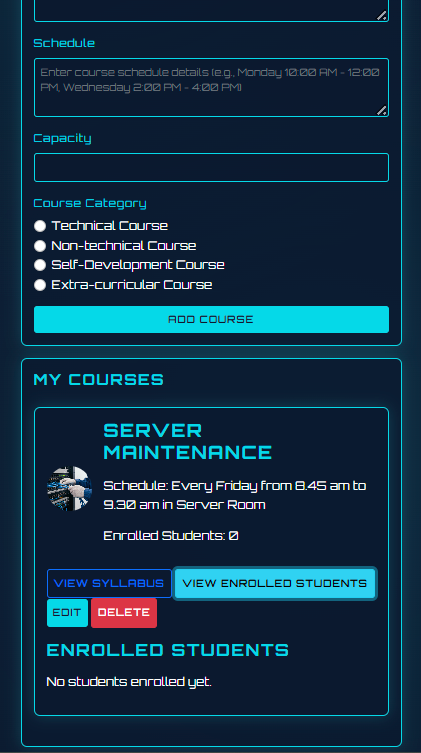 Schedule
Enter course schedule details (e.g., Monday 10:00 AM - 12:00
PM, Wednesday 2:00 PM - 4:00 PM)
Capacity
Course Category
Technical Course
Non-technical Course
Self-Development Course
Extra-curricular Course
ADD COURSE
MY COURSES
SERVER
MAINTENANCE
Schedule: Every Friday from 8.45 am to
9.30 am in Server Room
Enrolled Students: 0
VIEW SYLLABUS VIEW ENROLLED STUDENTS
EDIT DELETE
ENROLLED STUDENTS
No students enrolled yet.